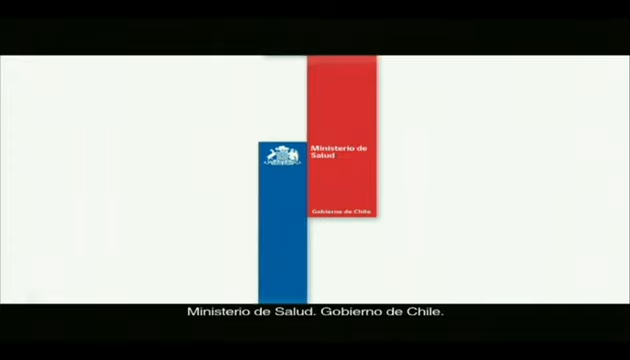 Ministerio de
Salud
Gobierno de Chile
Ministerio de Salud. Gobierno de Chile.